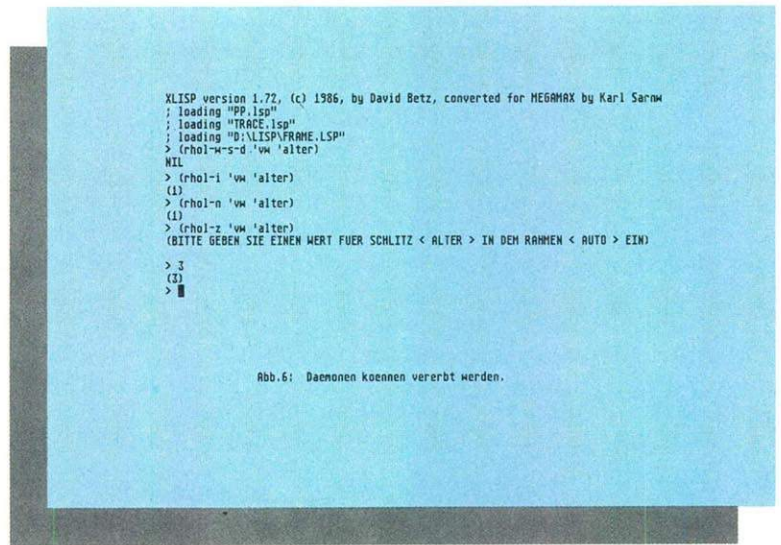 XLISP version 1.72, (c) 1986, by David Betz, converted for MEGAMAX by Karl Sarnw
; loading "PP.lsp"
; loading "TRACE.lsp"
; loading "D:\LISP\FRAME.LSP"
> (rhol-w-s-d 'vw 'alter)
NIL
> (rhol-i 'vw 'alter)
(1)
> (rhol-n 'vw 'alter)
(1)
> (rhol-z 'vw 'alter)
(BITTE GEBEN SIE EINEN WERT FUER SCHLITZ < ALTER > IN DEM RAHMEN < AUTO > EIN)
> 3
(3)
>
Abb.6: Daemonen koennen vererbt werden.